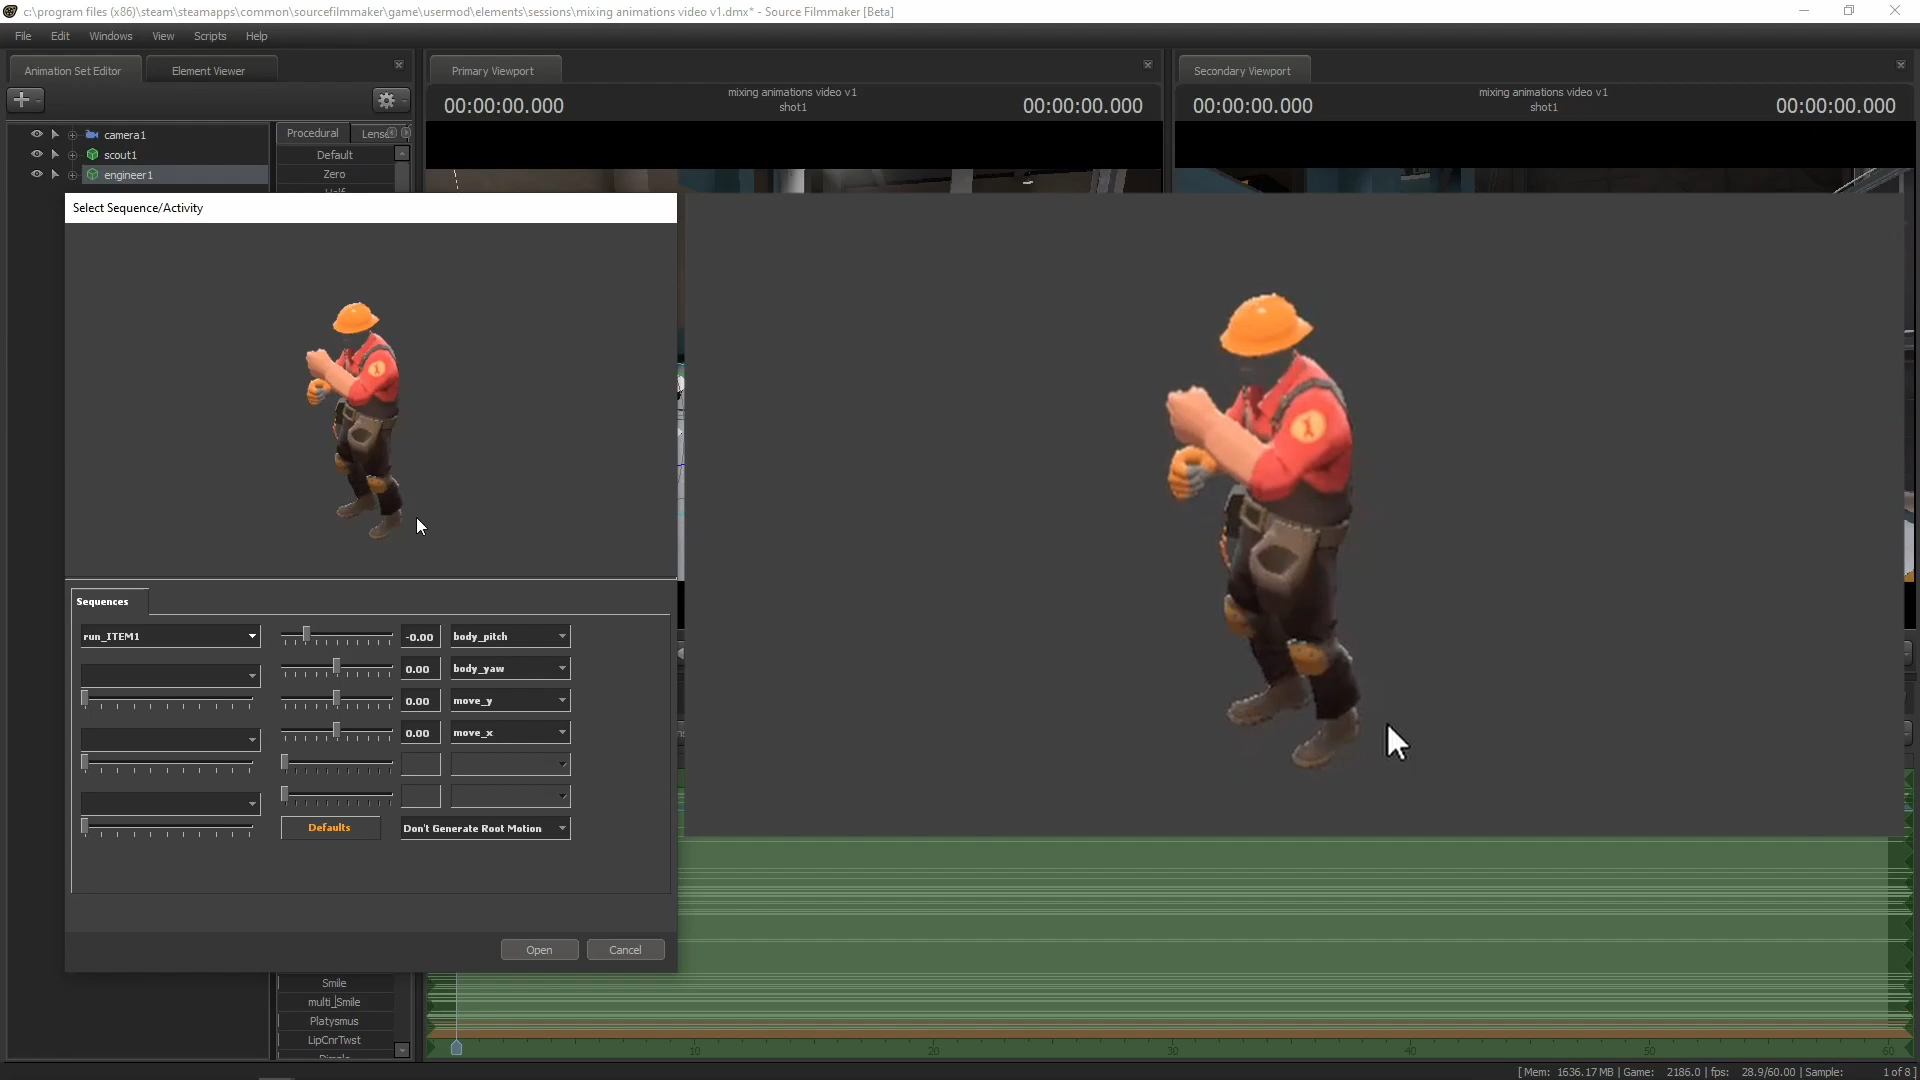 c:\program files (x86)\steam\steamapps\common\sourcefilmmaker\game\usermod\elements\sessions\mixing animations video v1.dmx* - Source Filmmaker [Beta]
File Edit Windows View Scripts Help
Animation Set Editor Element Viewer Primary Viewport Secondary Viewport
00:00:00.000 mixing animations video v1 shot1 00:00:00.000
00:00:00.000 mixing animations video v1 shot1 00:00:00.000
camera1
scout1
engineer1
Procedural Lense
Default
Zero
Half
Select Sequence/Activity
Sequences
run_ITEM1 -0.00 body_pitch
0.00 body_yaw
0.00 move_y
0.00 move_x
Defaults Don't Generate Root Motion
Open Cancel
Smile
multi_Smile
Platysmus
LipCnrTwst
Dimple
10 20 30 40 50 60
[ Mem: 1636.17 MB | Game: 2186.0 | fps: 28.9/60.00 | Sample: 1 of 8 ]